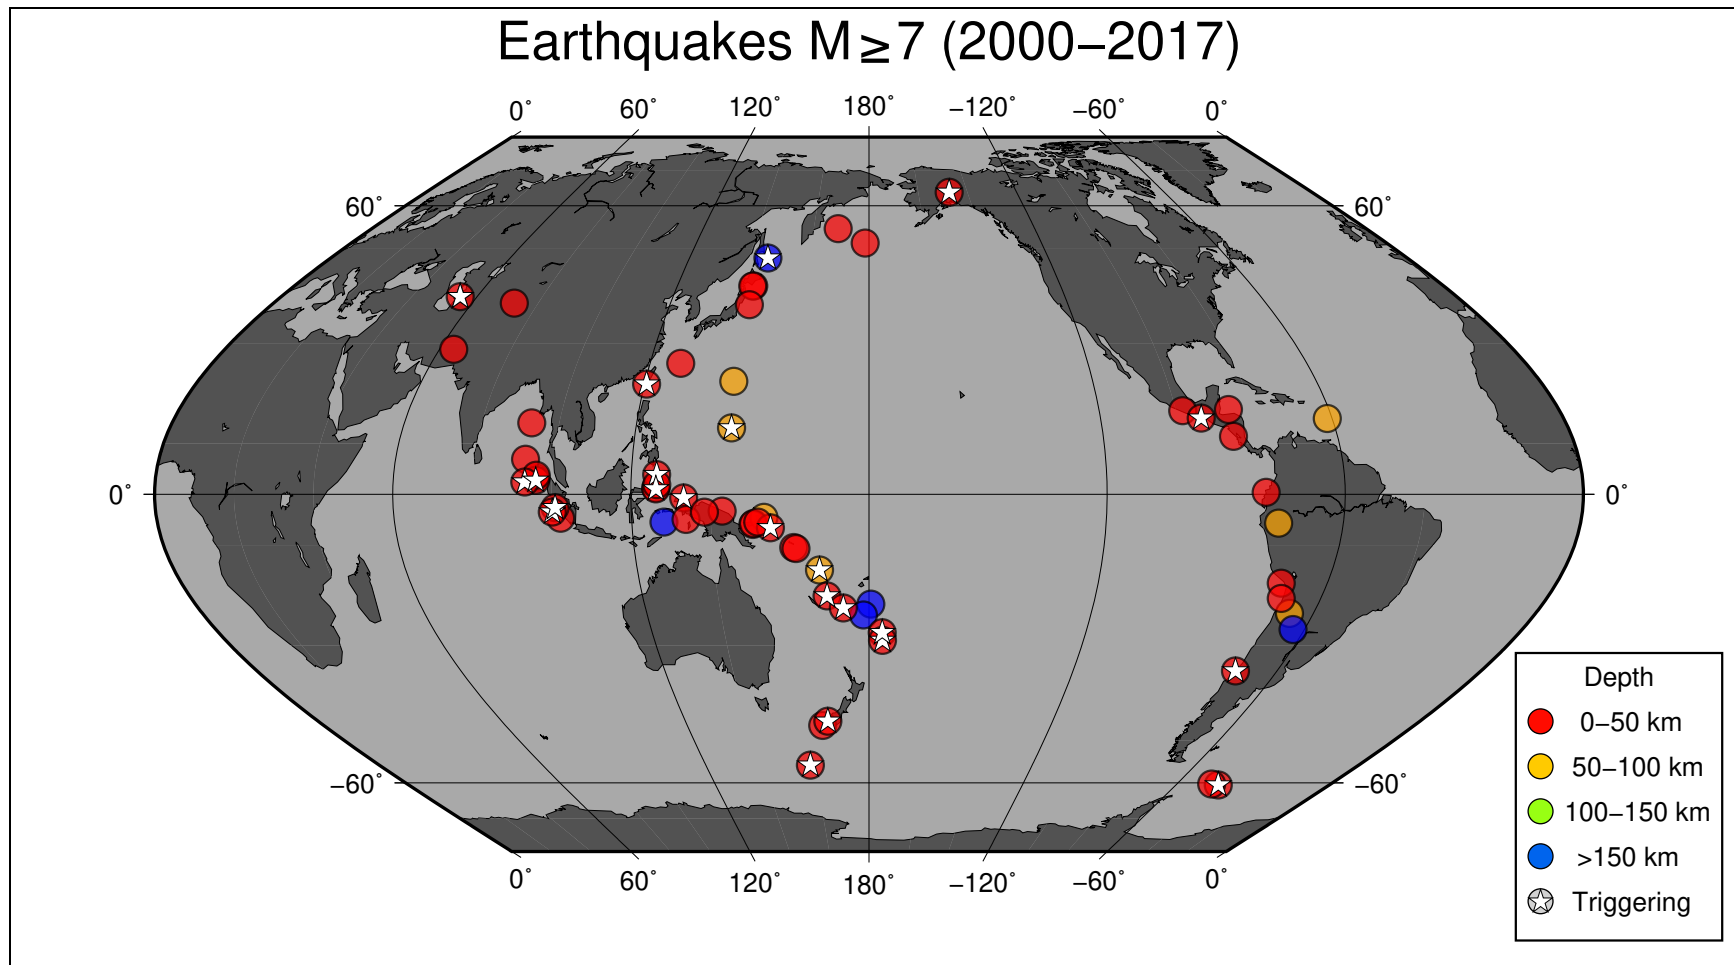 Earthquakes M≥7 (2000−2017)
0° 60° 120° 180° −120° −60° 0°
60° 60°
0° 0°
−60° −60°
0° 60° 120° 180° −120° −60° 0°
Depth
0−50 km
50−100 km
100−150 km
>150 km
Triggering